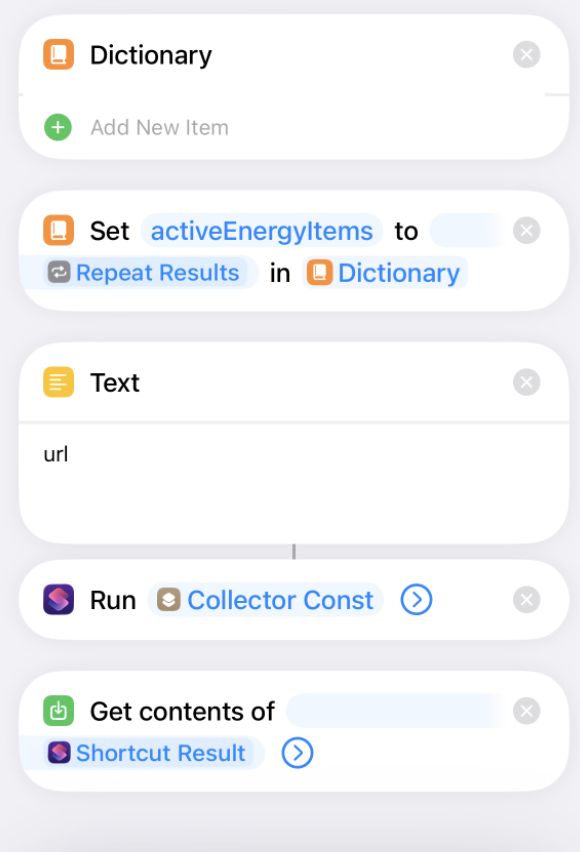 Dictionary
Add New Item
Set activeEnergyItems to
Repeat Results in Dictionary
Text
url
Run Collector Const
Get contents of
Shortcut Result